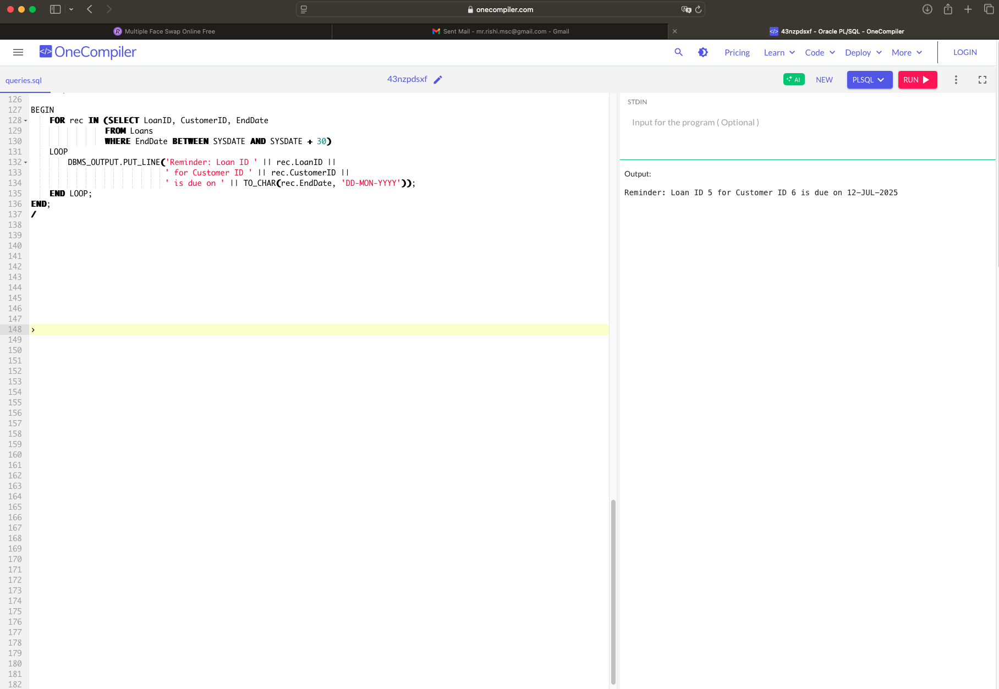 onecompiler.com
Multiple Face Swap Online Free
Sent Mail - mr.rishi.msc@gmail.com - Gmail
43nzpdsxf - Oracle PL/SQL - OneCompiler
OneCompiler
Pricing
Learn
Code
Deploy
More
LOGIN
queries.sql
43nzpdsxf
AI
NEW
PLSQL
RUN
126
127 BEGIN
128 FOR rec IN (SELECT LoanID, CustomerID, EndDate
129 FROM Loans
130 WHERE EndDate BETWEEN SYSDATE AND SYSDATE + 30)
131 LOOP
132 DBMS_OUTPUT.PUT_LINE('Reminder: Loan ID ' || rec.LoanID ||
133 ' for Customer ID ' || rec.CustomerID ||
134 ' is due on ' || TO_CHAR(rec.EndDate, 'DD-MON-YYYY'));
135 END LOOP;
136 END;
137 /
138
139
140
141
142
143
144
145
146
147
148 >
149
150
151
152
153
154
155
156
157
158
159
160
161
162
163
164
165
166
167
168
169
170
171
172
173
174
175
176
177
178
179
180
181
182
STDIN
Input for the program ( Optional )
Output:
Reminder: Loan ID 5 for Customer ID 6 is due on 12-JUL-2025